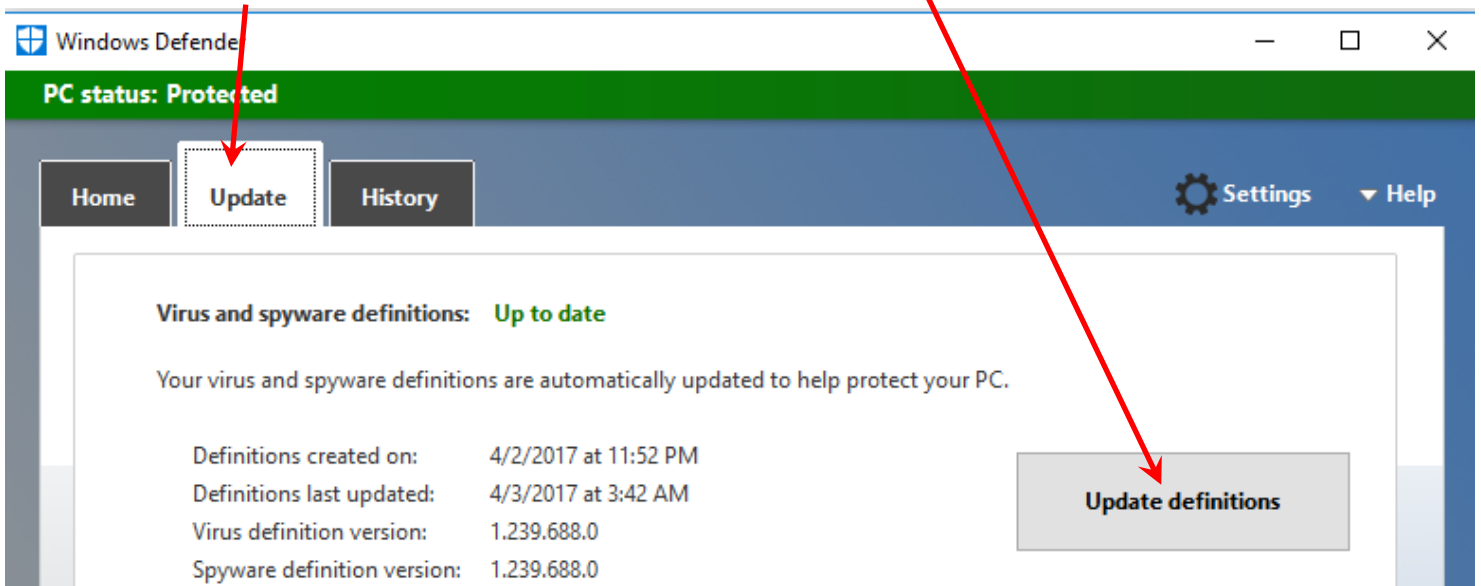 Windows Defender
PC status: Protected
Home Update History Settings Help
Virus and spyware definitions: Up to date
Your virus and spyware definitions are automatically updated to help protect your PC.
Definitions created on: 4/2/2017 at 11:52 PM
Definitions last updated: 4/3/2017 at 3:42 AM
Update definitions
Virus definition version: 1.239.688.0
Spyware definition version: 1.239.688.0